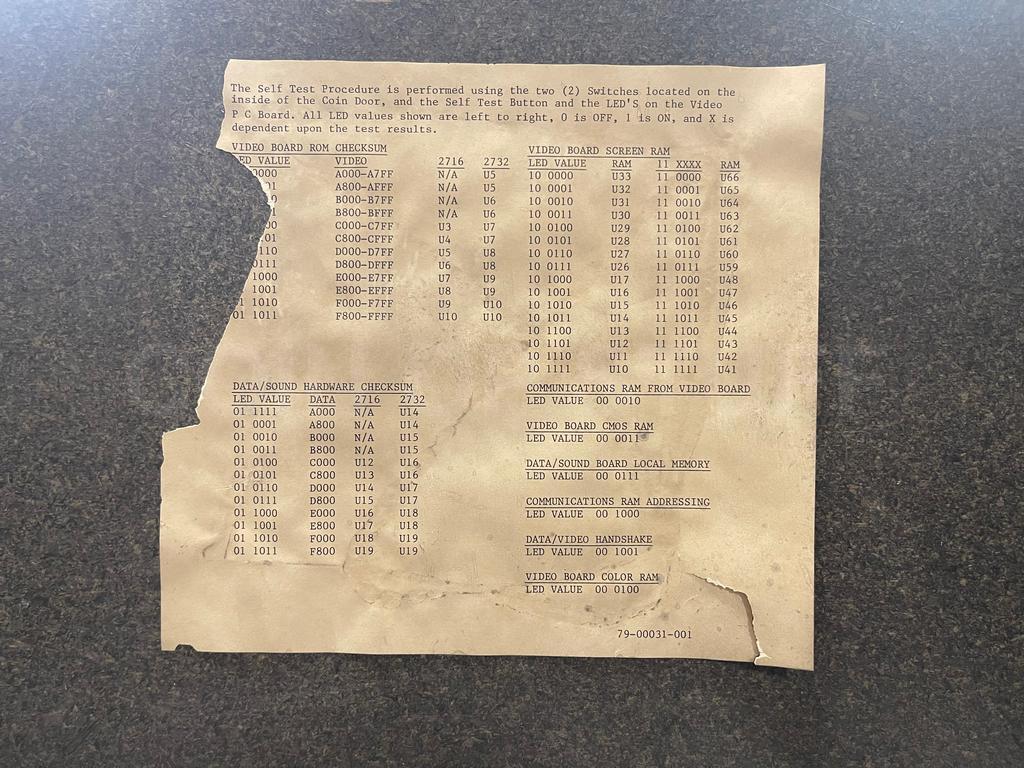 The Self Test Procedure is performed using the two (2) Switches located on the
inside of the Coin Door, and the Self Test Button and the LED'S on the Video
P C Board. All LED values shown are left to right, 0 is OFF, 1 is ON, and X is
dependent upon the test results.
VIDEO BOARD ROM CHECKSUM
ED VALUE VIDEO 2716 2732
0000 A000-A7FF N/A U5
A800-AFFF N/A U5
B000-B7FF N/A U6
B800-BFFF N/A U6
00 C000-C7FF U3 U7
01 C800-CFFF U4 U7
110 D000-D7FF U5 U8
0111 D800-DFFF U6 U8
1000 E000-E7FF U7 U9
1001 E800-EFFF U8 U9
1010 F000-F7FF U9 U10
01 1011 F800-FFFF U10 U10
VIDEO BOARD SCREEN RAM
LED VALUE RAM 11 XXXX RAM
10 0000 U33 11 0000 U66
10 0001 U32 11 0001 U65
10 0010 U31 11 0010 U64
10 0011 U30 11 0011 U63
10 0100 U29 11 0100 U62
10 0101 U28 11 0101 U61
10 0110 U27 11 0110 U60
10 0111 U26 11 0111 U59
10 1000 U17 11 1000 U48
10 1001 U16 11 1001 U47
10 1010 U15 11 1010 U46
10 1011 U14 11 1011 U45
10 1100 U13 11 1100 U44
10 1101 U12 11 1101 U43
10 1110 U11 11 1110 U42
10 1111 U10 11 1111 U41
DATA/SOUND HARDWARE CHECKSUM
LED VALUE DATA 2716 2732
01 1111 A000 N/A U14
01 0001 A800 N/A U14
01 0010 B000 N/A U15
01 0011 B800 N/A U15
01 0100 C000 U12 U16
01 0101 C800 U13 U16
01 0110 D000 U14 U17
01 0111 D800 U15 U17
01 1000 E000 U16 U18
01 1001 E800 U17 U18
01 1010 F000 U18 U19
01 1011 F800 U19 U19
COMMUNICATIONS RAM FROM VIDEO BOARD
LED VALUE 00 0010
VIDEO BOARD CMOS RAM
LED VALUE 00 0011
DATA/SOUND BOARD LOCAL MEMORY
LED VALUE 00 0111
COMMUNICATIONS RAM ADDRESSING
LED VALUE 00 1000
DATA/VIDEO HANDSHAKE
LED VALUE 00 1001
VIDEO BOARD COLOR RAM
LED VALUE 00 0100
79-00031-001